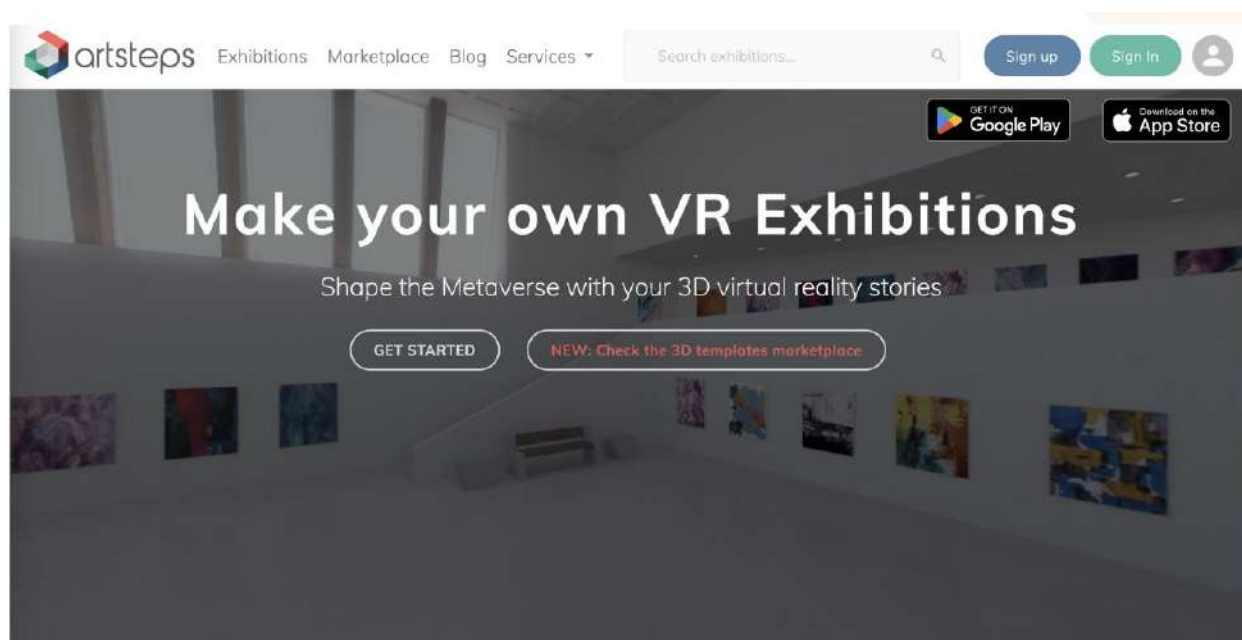 artsteps Exhibitions Marketplace Blog Services Search exhibitions... Sign up Sign In
GET IT ON
Google Play
Download on the
App Store
Make your own VR Exhibitions
Shape the Metaverse with your 3D virtual reality stories
GET STARTED NEW: Check the 3D templates marketplace